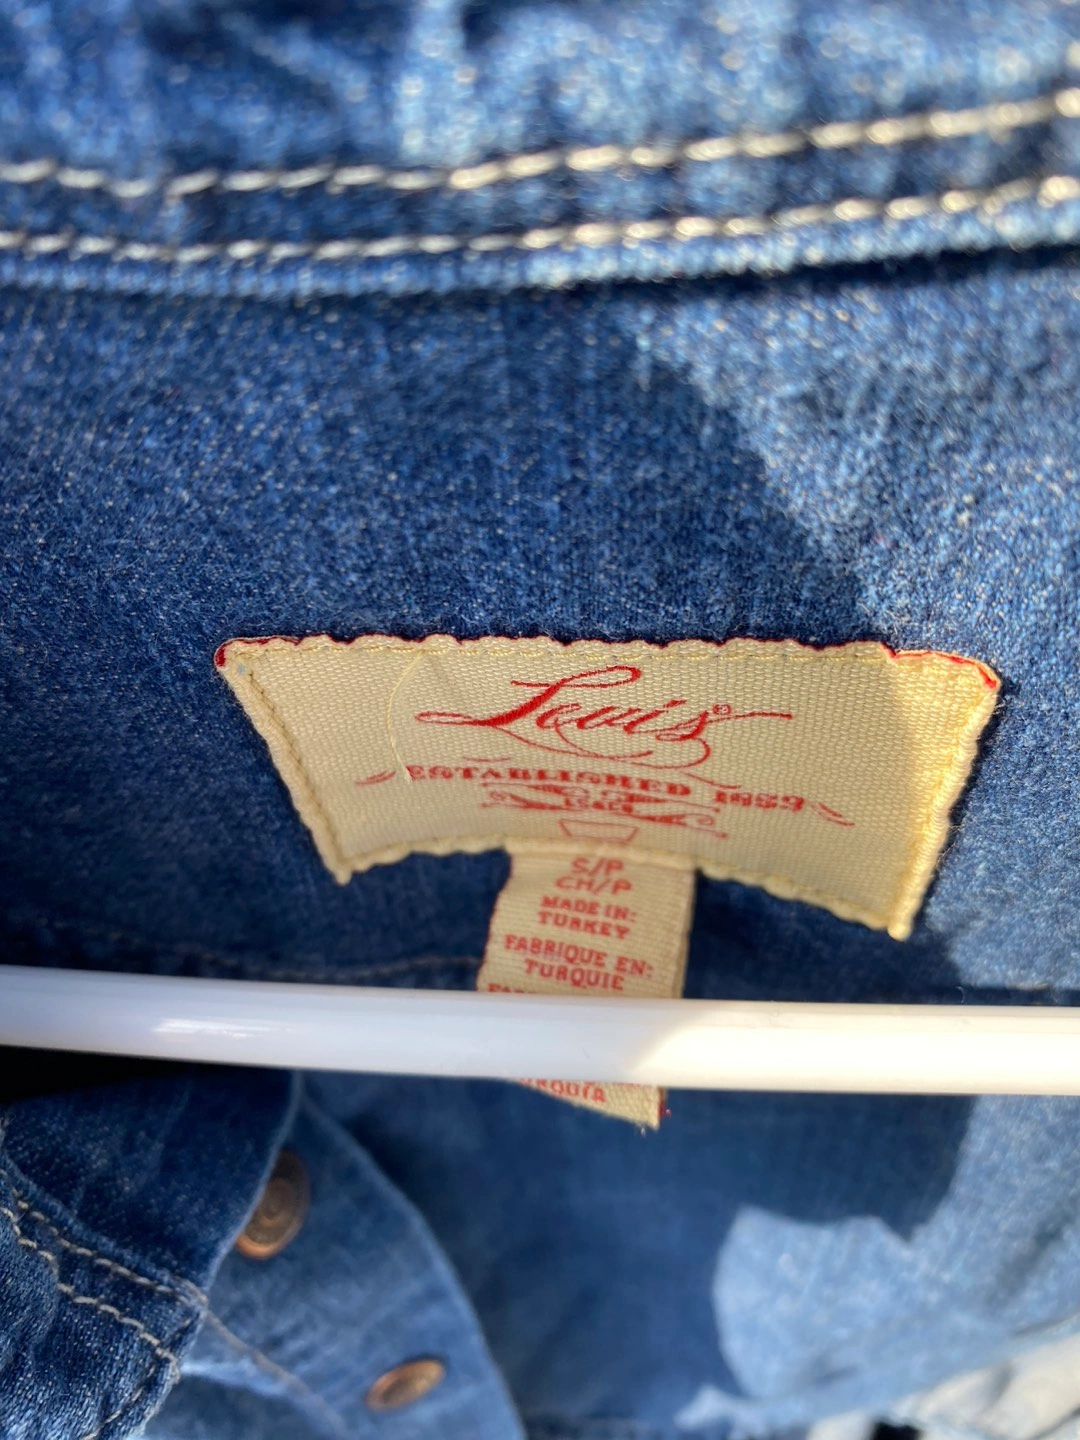 Levi's®
ESTABLISHED 1853
S/P
CH/P
MADE IN:
TURKEY
FABRIQUE EN:
TURQUIE